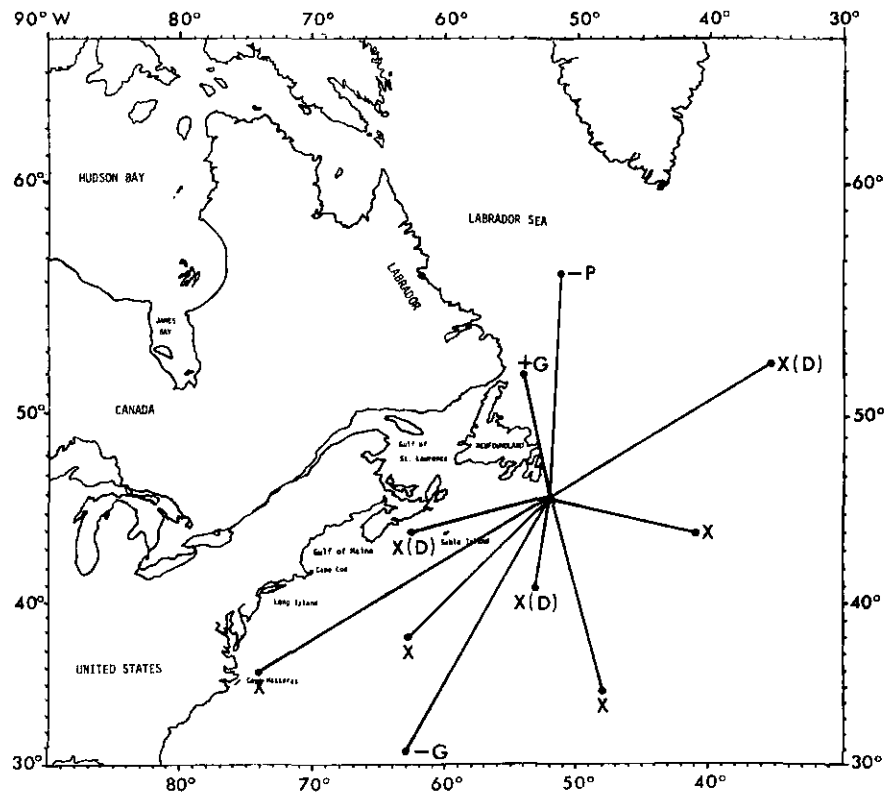 90° W 80° 70° 60° 50° 40° 30°
HUDSON BAY
60° 60°
LABRADOR SEA
LABRADOR
-P
JAMES
BAY
+G
X(D)
CANADA
50° 50°
Gulf of
St. Lawrence
NEWFOUNDLAND
X
X(D)
Sable Island
Gulf of Maine
Cape Cod
X(D)
Long Island
40° 40°
X
UNITED STATES
Cape Hatteras
X
X
-G
30° 30°
80° 70° 60° 50° 40°